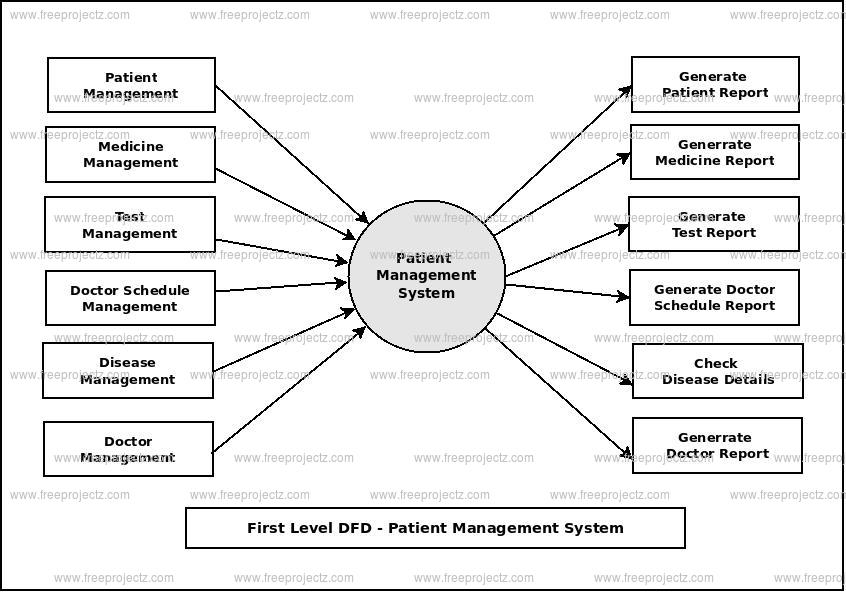 Patient
Management
Medicine
Management
Test
Management
Doctor Schedule
Management
Disease
Management
Doctor
Management
Patient
Management
System
Generate
Patient Report
Generrate
Medicine Report
Generrate
Test Report
Generate Doctor
Schedule Report
Check
Disease Details
Generrate
Doctor Report
First Level DFD - Patient Management System
www.freeprojectz.com